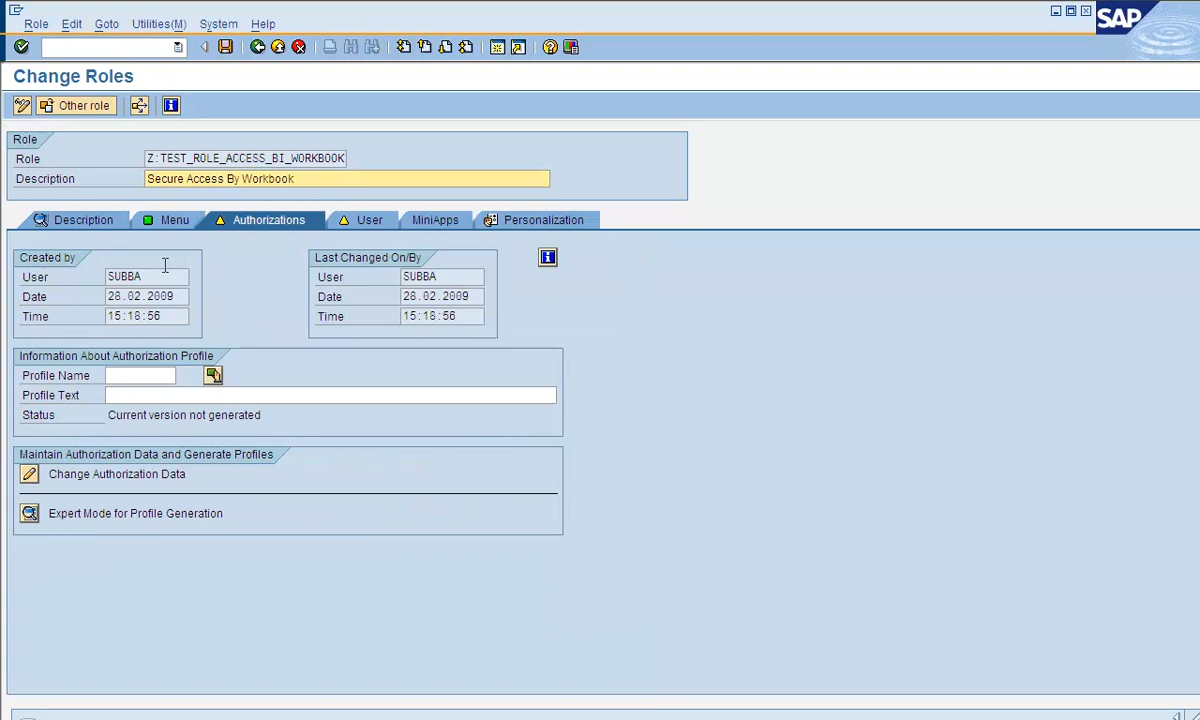 Role Edit Goto Utilities(M) System Help
SAP
Change Roles
Other role
Role
Role Z:TEST_ROLE_ACCESS_BI_WORKBOOK
Description Secure Access By Workbook
Description Menu Authorizations User MiniApps Personalization
Created by Last Changed On/By
User SUBBA User SUBBA
Date 28.02.2009 Date 28.02.2009
Time 15:18:56 Time 15:18:56
Information About Authorization Profile
Profile Name
Profile Text
Status Current version not generated
Maintain Authorization Data and Generate Profiles
Change Authorization Data
Expert Mode for Profile Generation